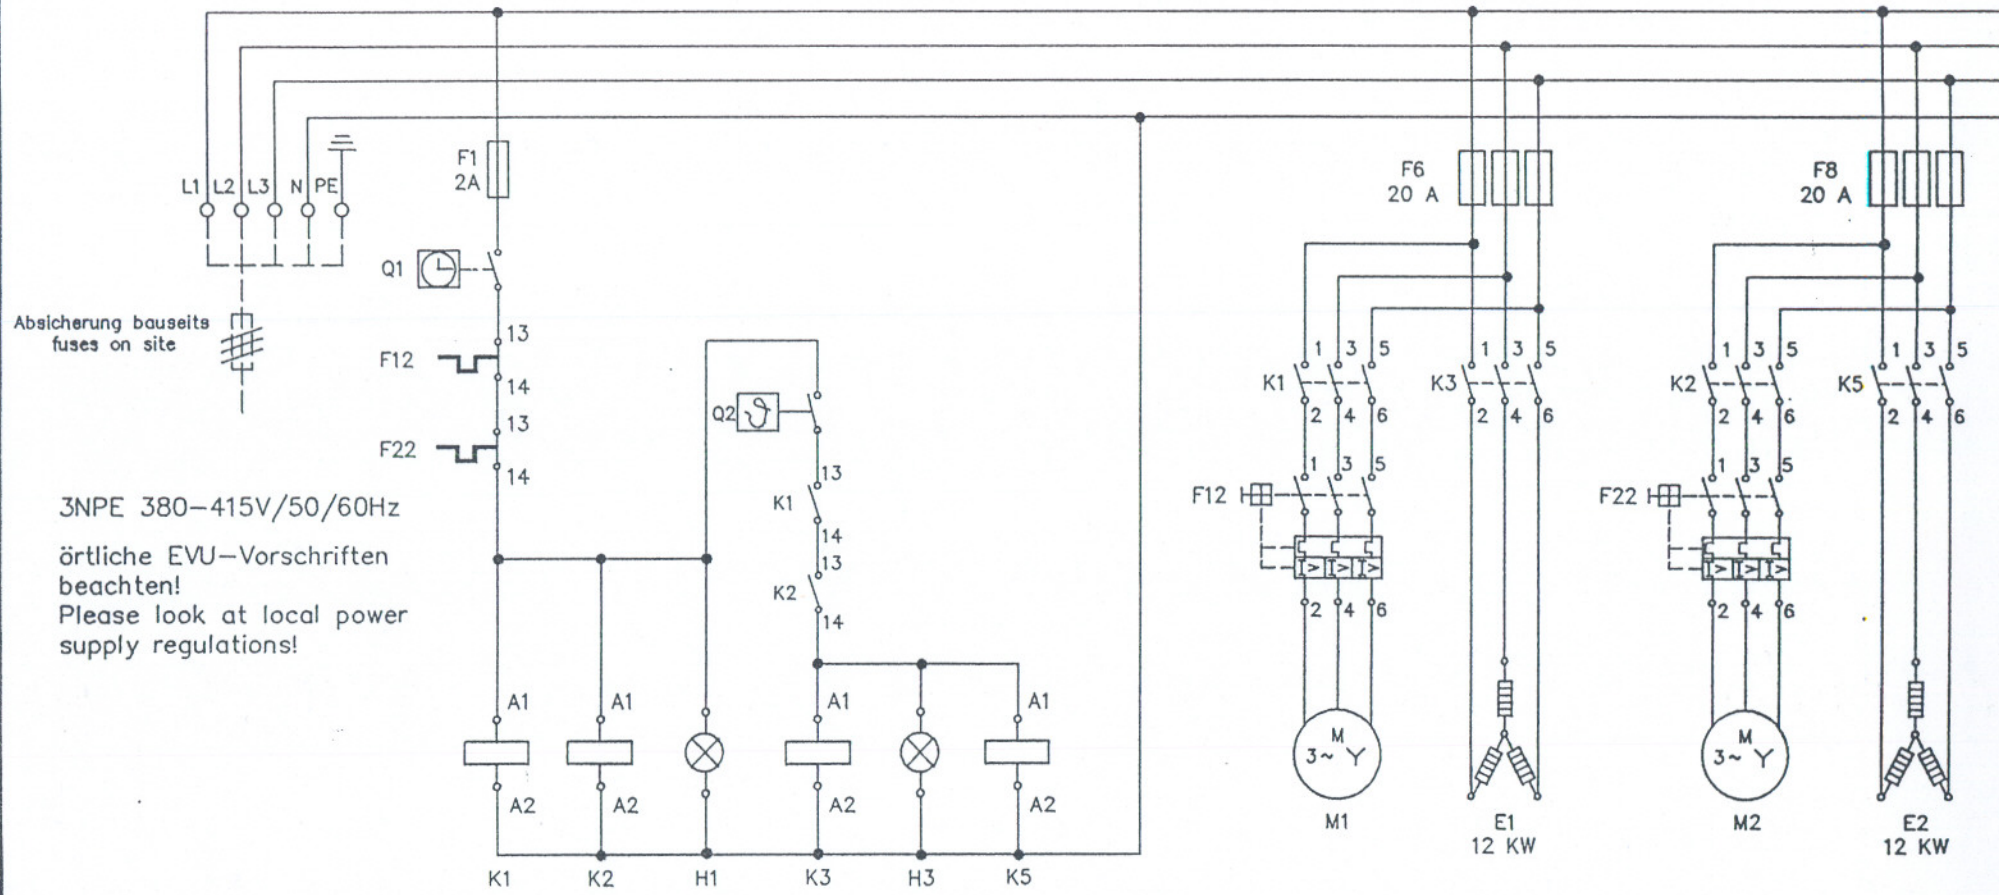 L1 L2 L3 N PE
F1
2A
Q1
Absicherung bauseits
fuses on site
13
F12
14
13
F22
14
3NPE 380-415V/50/60Hz
örtliche EVU-Vorschriften
beachten!
Please look at local power
supply regulations!
Q2
13
K1
14
13
K2
14
A1 A1 A1 A1
A2 A2 A2 A2
K1 K2 H1 K3 H3 K5
F6
20 A
1 3 5 1 3 5
K1 K3
2 4 6 2 4 6
1 3 5
F12
I> I> I>
2 4 6
M
3~ Y
M1
E1
12 KW
F8
20 A
1 3 5 1 3 5
K2 K5
2 4 6 2 4 6
1 3 5
F22
I> I> I>
2 4 6
M
3~ Y
M2
E2
12 KW